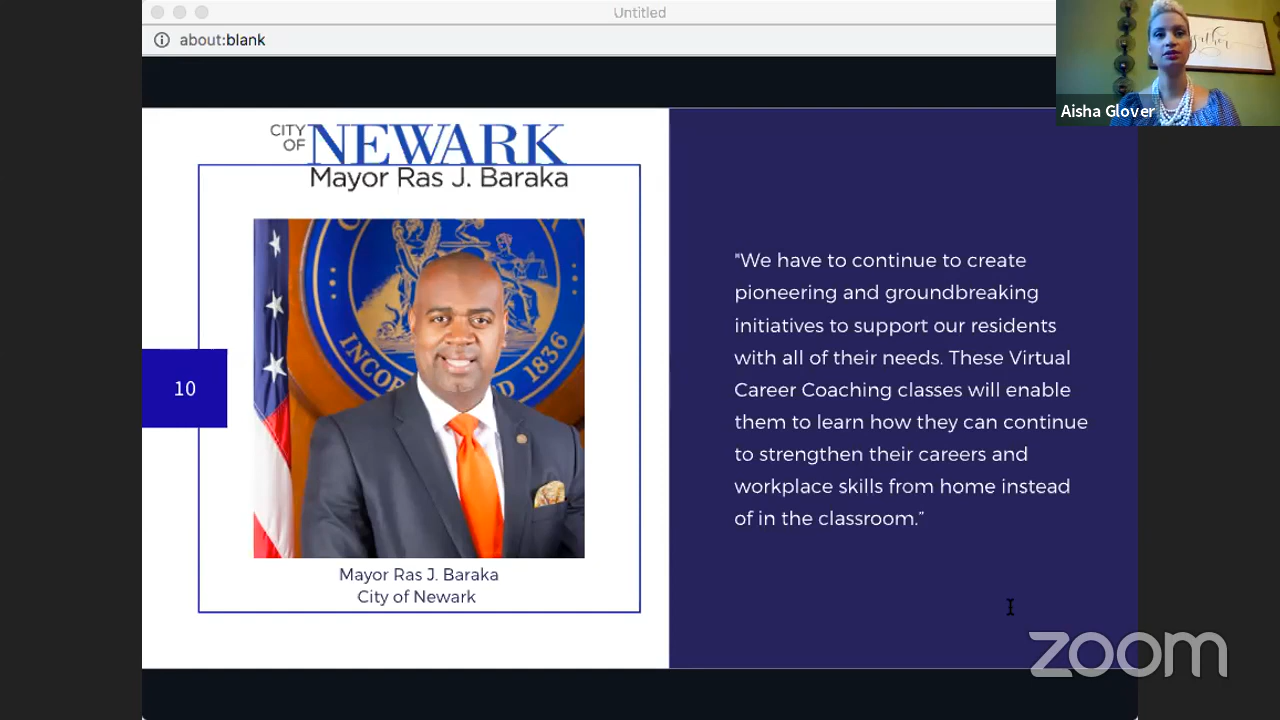 Untitled
about:blank
Aisha Glover
CITY
OF
NEWARK
Mayor Ras J. Baraka
INCOR
D 1836
10
Mayor Ras J. Baraka
City of Newark
"We have to continue to create
pioneering and groundbreaking
initiatives to support our residents
with all of their needs. These Virtual
Career Coaching classes will enable
them to learn how they can continue
to strengthen their careers and
workplace skills from home instead
of in the classroom.”
zoom